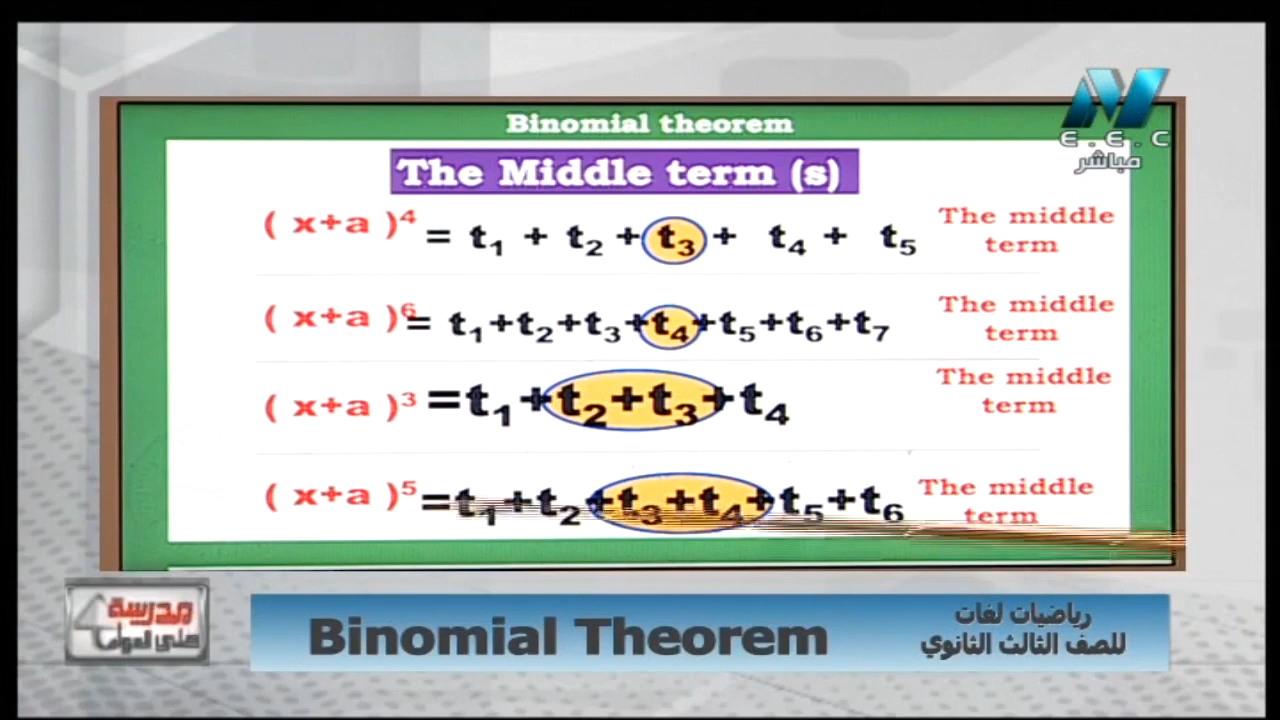 Binomial theorem
The Middle term (s)
E . E . C
مباشر
( x+a )⁴ = t₁ + t₂ + t₃ + t₄ + t₅
The middle
term
( x+a )⁶= t₁+t₂+t₃+t₄+t₅+t₆+t₇
The middle
term
( x+a )³ =t₁+t₂+t₃+t₄
The middle
term
( x+a )⁵ =t₁+t₂+t₃+t₄+t₅+t₆
The middle
term
مدرسة
على الهواء
Binomial Theorem
رياضيات لغات
للصف الثالث الثانوي